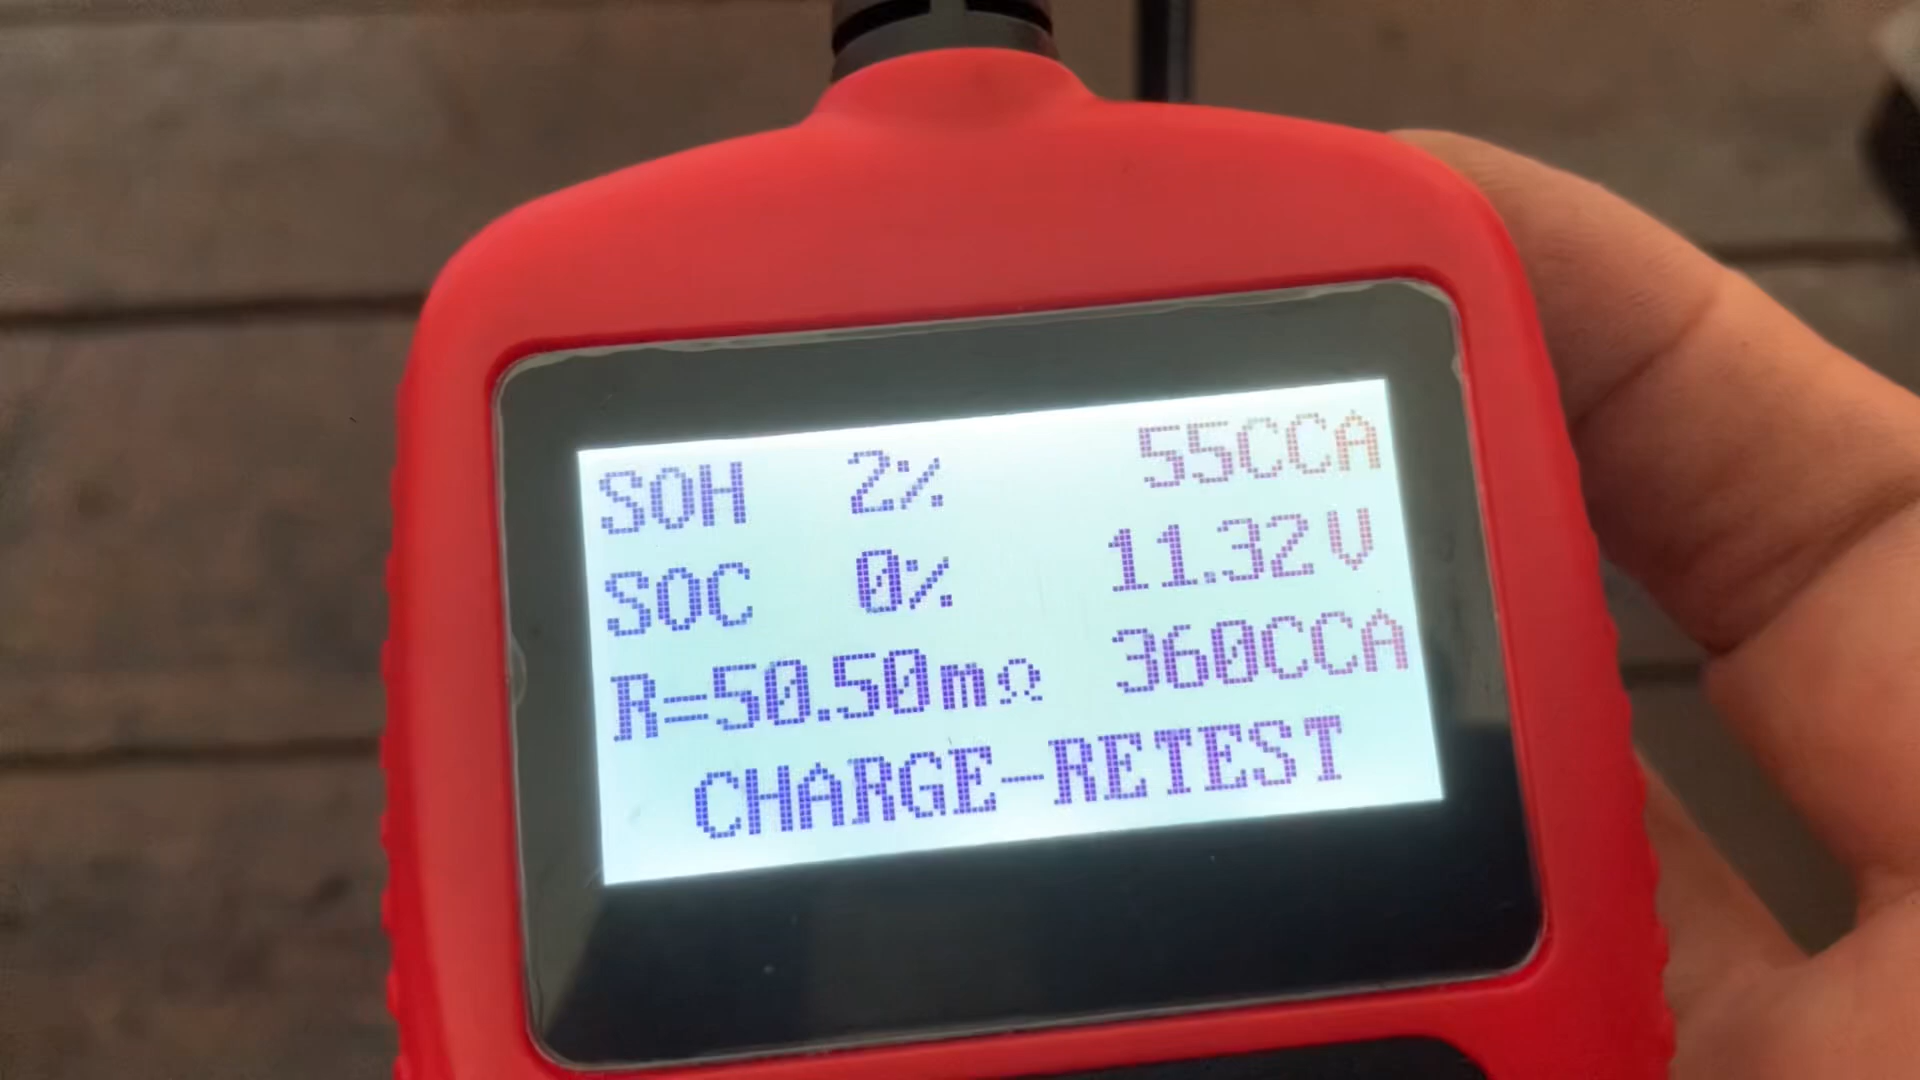 SOH 2% 55CCA
SOC 0% 11.32V
R=50.50mΩ 360CCA
CHARGE-RETEST